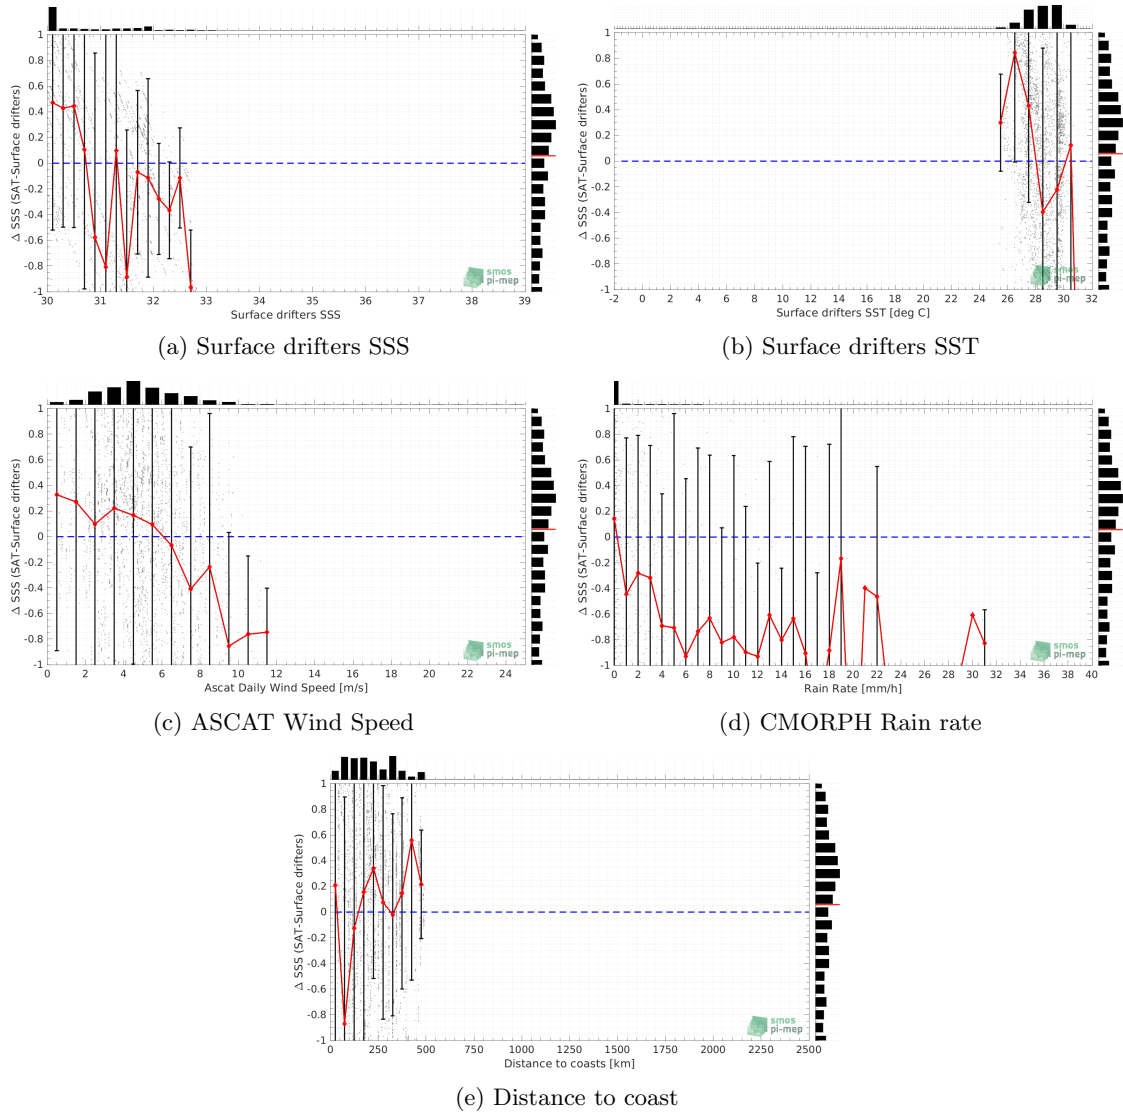 1
0.8
0.6
0.4
0.2
0
-0.2
-0.4
-0.6
-0.8
-1
Δ SSS (SAT-Surface drifters)
30 31 32 33 34 35 36 37 38 39
Surface drifters SSS
smos
pi-mep
(a) Surface drifters SSS
1
0.8
0.6
0.4
0.2
0
-0.2
-0.4
-0.6
-0.8
-1
Δ SSS (SAT-Surface drifters)
-2 0 2 4 6 8 10 12 14 16 18 20 22 24 26 28 30 32
Surface drifters SST [deg C]
smos
pi-mep
(b) Surface drifters SST
1
0.8
0.6
0.4
0.2
0
-0.2
-0.4
-0.6
-0.8
-1
Δ SSS (SAT-Surface drifters)
0 2 4 6 8 10 12 14 16 18 20 22 24
Ascat Daily Wind Speed [m/s]
smos
pi-mep
(c) ASCAT Wind Speed
1
0.8
0.6
0.4
0.2
0
-0.2
-0.4
-0.6
-0.8
-1
Δ SSS (SAT-Surface drifters)
0 2 4 6 8 10 12 14 16 18 20 22 24 26 28 30 32 34 36 38 40
Rain Rate [mm/h]
smos
pi-mep
(d) CMORPH Rain rate
1
0.8
0.6
0.4
0.2
0
-0.2
-0.4
-0.6
-0.8
-1
Δ SSS (SAT-Surface drifters)
0 250 500 750 1000 1250 1500 1750 2000 2250 2500
Distance to coasts [km]
smos
pi-mep
(e) Distance to coast